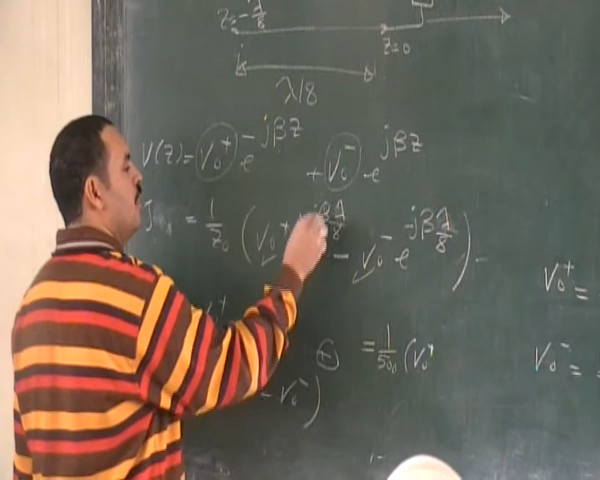 z=-λ/8
z=0
λ/8
V(z)= V₀⁺ e^{-jβz} + V₀⁻ e^{jβz}
= 1/z₀ (V₀⁺ jβλ/8 - V₀⁻ e^{-jβλ/8})
V₀⁺ =
= 1/50 (V₀⁺
V₀⁻ =
- V₀⁻)